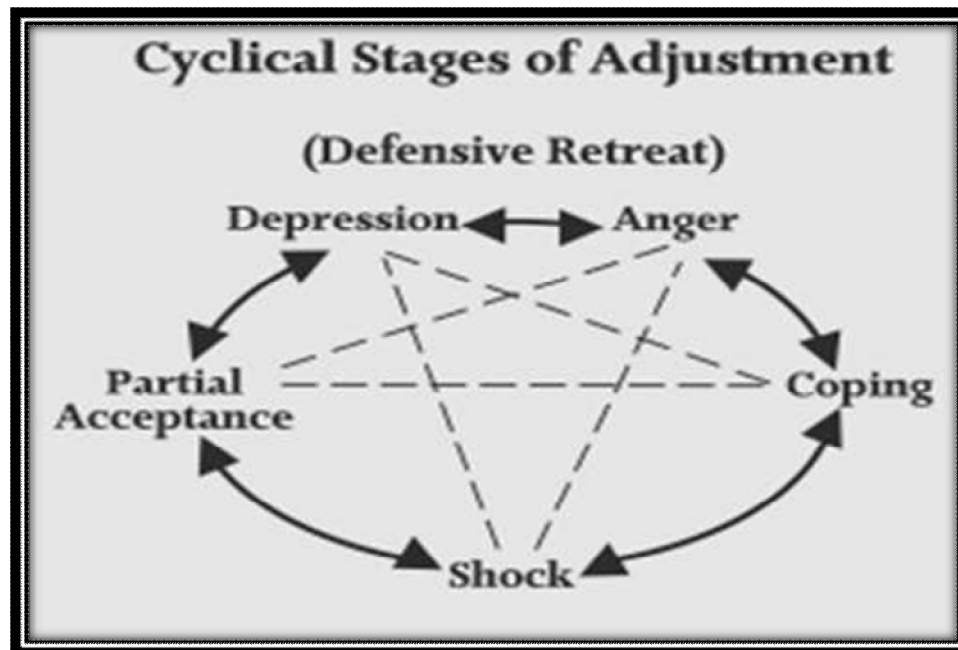 Cyclical Stages of Adjustment
(Defensive Retreat)
Depression
Anger
Partial
Acceptance
Coping
Shock